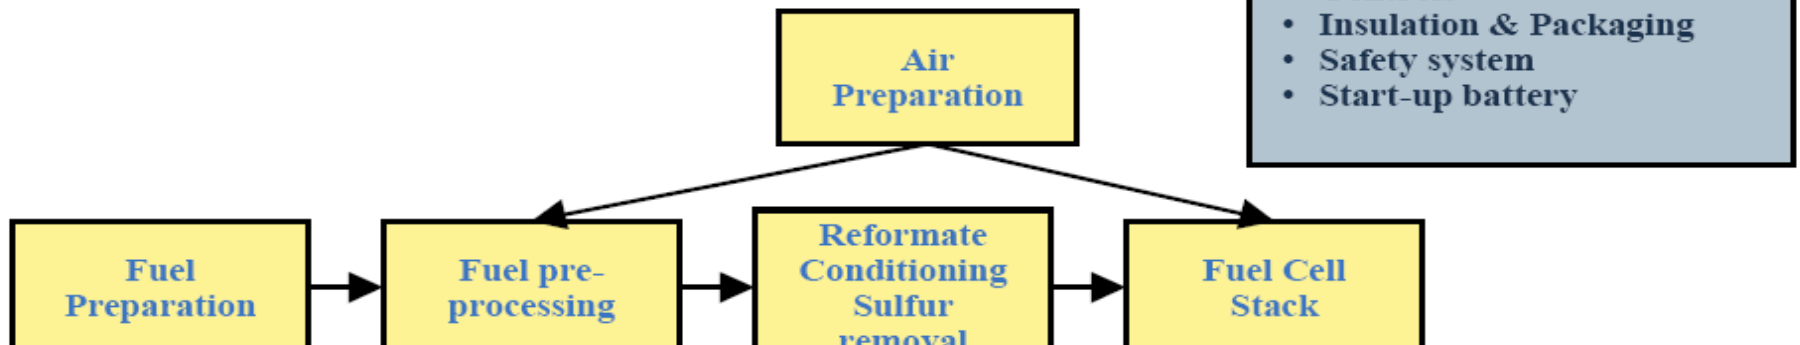 • Insulation & Packaging
• Safety system
• Start-up battery
Air
Preparation
Fuel
Preparation
Fuel pre-
processing
Reformate
Conditioning
Sulfur
removal
Fuel Cell
Stack